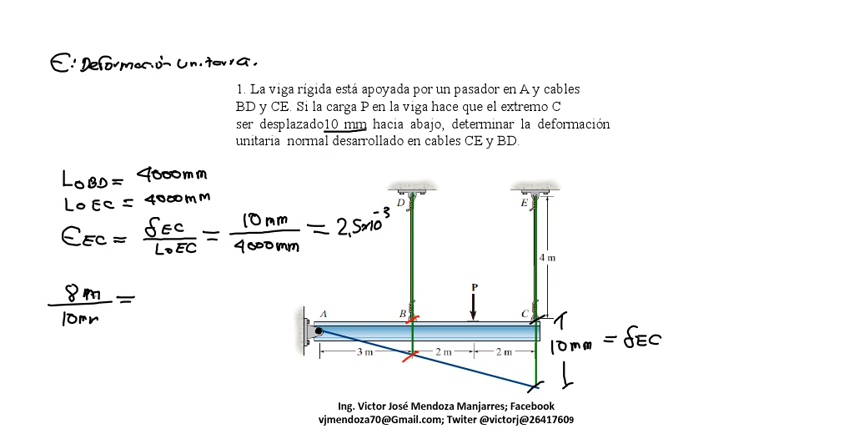 ϵ: Deformación unitaria.
1. La viga rígida está apoyada por un pasador en A y cables
BD y CE. Si la carga P en la viga hace que el extremo C
ser desplazado10 mm hacia abajo, determinar la deformación
unitaria normal desarrollado en cables CE y BD.
LoBD = 4000mm
LoEC = 4000mm
ϵEC = δEC / LoEC = 10mm / 4000mm = 2,5x10⁻³
8m / 10mm =
D
E
4 m
P
A
B
C
3 m
2 m
2 m
10mm = δEC
Ing. Victor José Mendoza Manjarres; Facebook
vjmendoza70@Gmail.com; Twiter @victorj@26417609